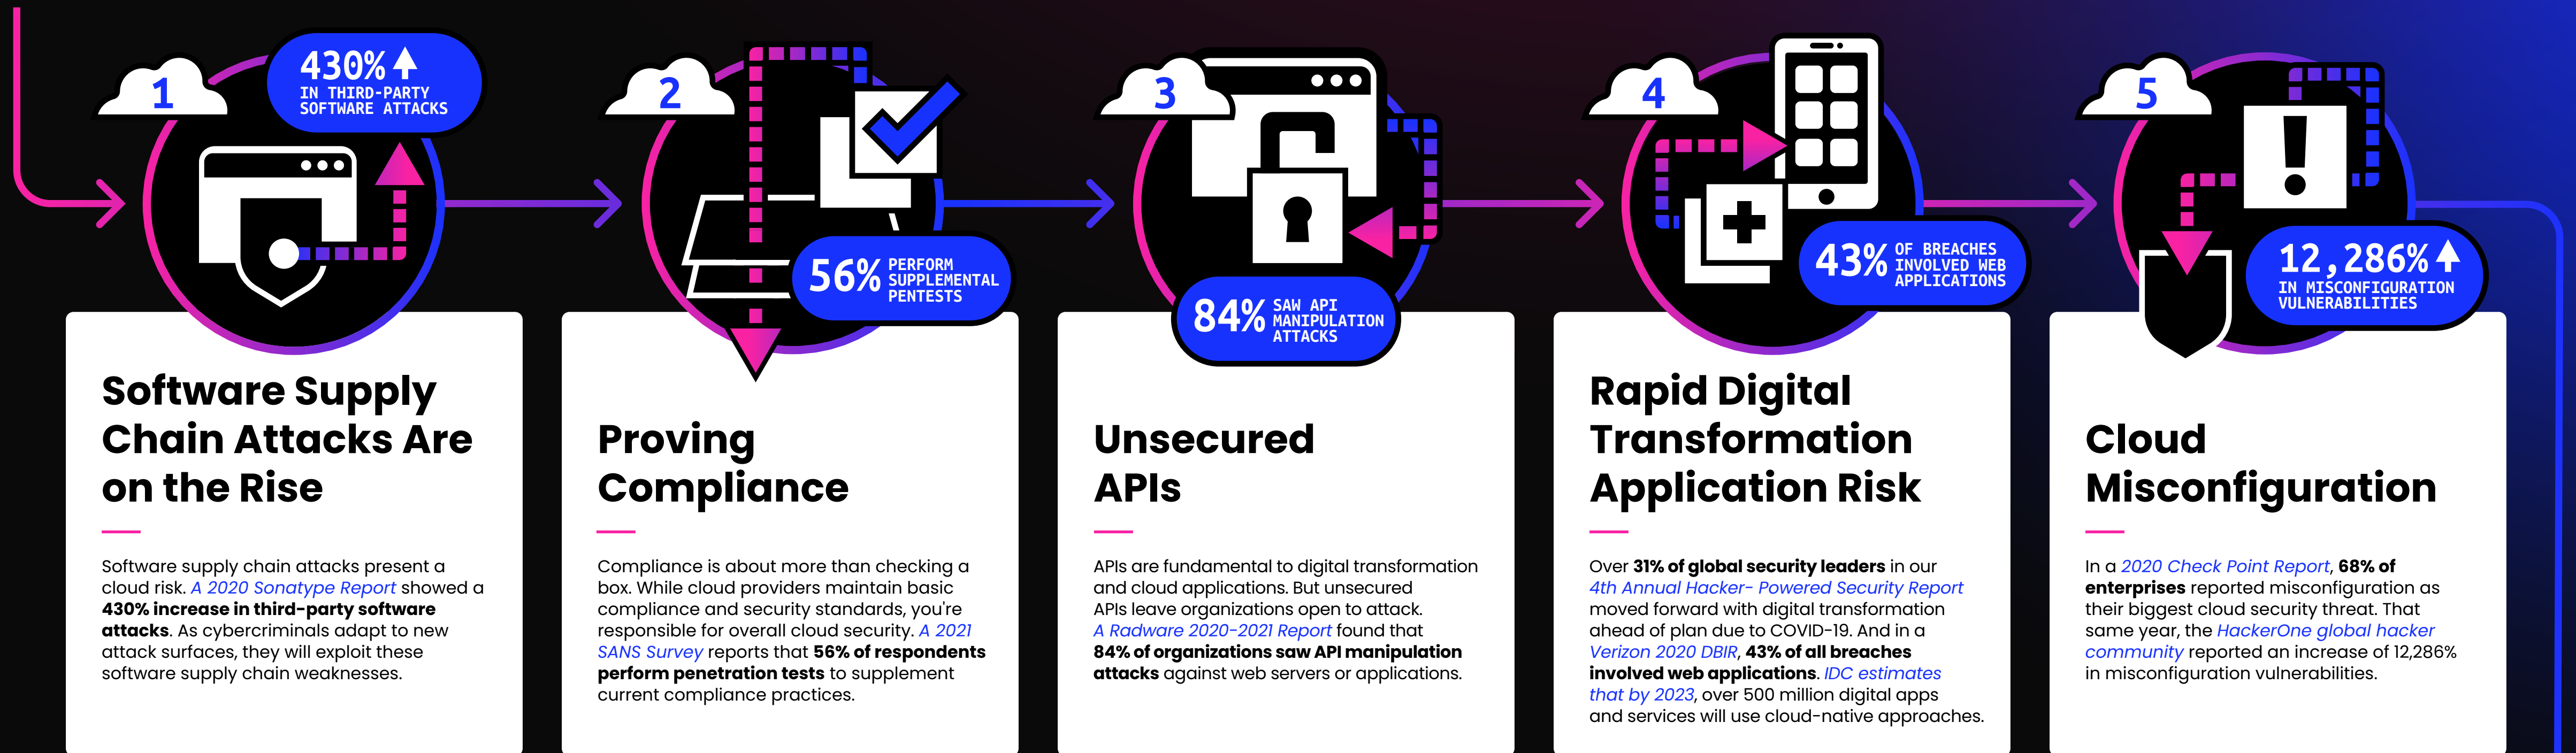 1
430%
IN THIRD-PARTY
SOFTWARE ATTACKS
Software Supply
Chain Attacks Are
on the Rise
Software supply chain attacks present a
cloud risk. A 2020 Sonatype Report showed a
430% increase in third-party software
attacks. As cybercriminals adapt to new
attack surfaces, they will exploit these
software supply chain weaknesses.
2
56% PERFORM
SUPPLEMENTAL
PENTESTS
Proving
Compliance
Compliance is about more than checking a
box. While cloud providers maintain basic
compliance and security standards, you're
responsible for overall cloud security. A 2021
SANS Survey reports that 56% of respondents
perform penetration tests to supplement
current compliance practices.
3
84% SAW API
MANIPULATION
ATTACKS
Unsecured
APIs
APIs are fundamental to digital transformation
and cloud applications. But unsecured
APIs leave organizations open to attack.
A Radware 2020-2021 Report found that
84% of organizations saw API manipulation
attacks against web servers or applications.
4
43% OF BREACHES
INVOLVED WEB
APPLICATIONS
Rapid Digital
Transformation
Application Risk
Over 31% of global security leaders in our
4th Annual Hacker- Powered Security Report
moved forward with digital transformation
ahead of plan due to COVID-19. And in a
Verizon 2020 DBIR, 43% of all breaches
involved web applications. IDC estimates
that by 2023, over 500 million digital apps
and services will use cloud-native approaches.
5
12,286%
IN MISCONFIGURATION
VULNERABILITIES
Cloud
Misconfiguration
In a 2020 Check Point Report, 68% of
enterprises reported misconfiguration as
their biggest cloud security threat. That
same year, the HackerOne global hacker
community reported an increase of 12,286%
in misconfiguration vulnerabilities.